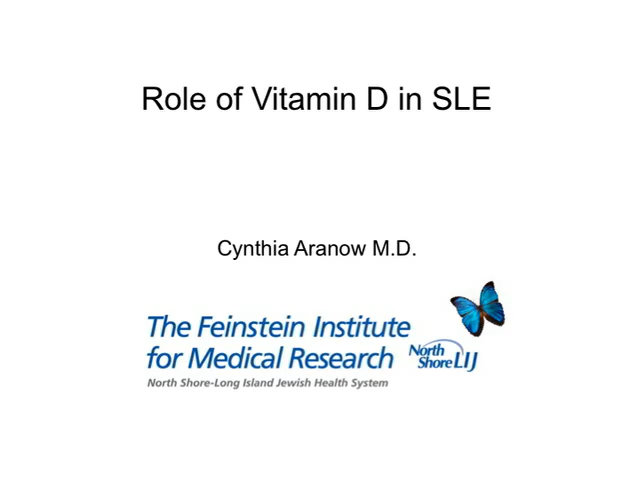 Role of Vitamin D in SLE
Cynthia Aranow M.D.
The Feinstein Institute
for Medical Research
North
Shore LIJ
North Shore-Long Island Jewish Health System